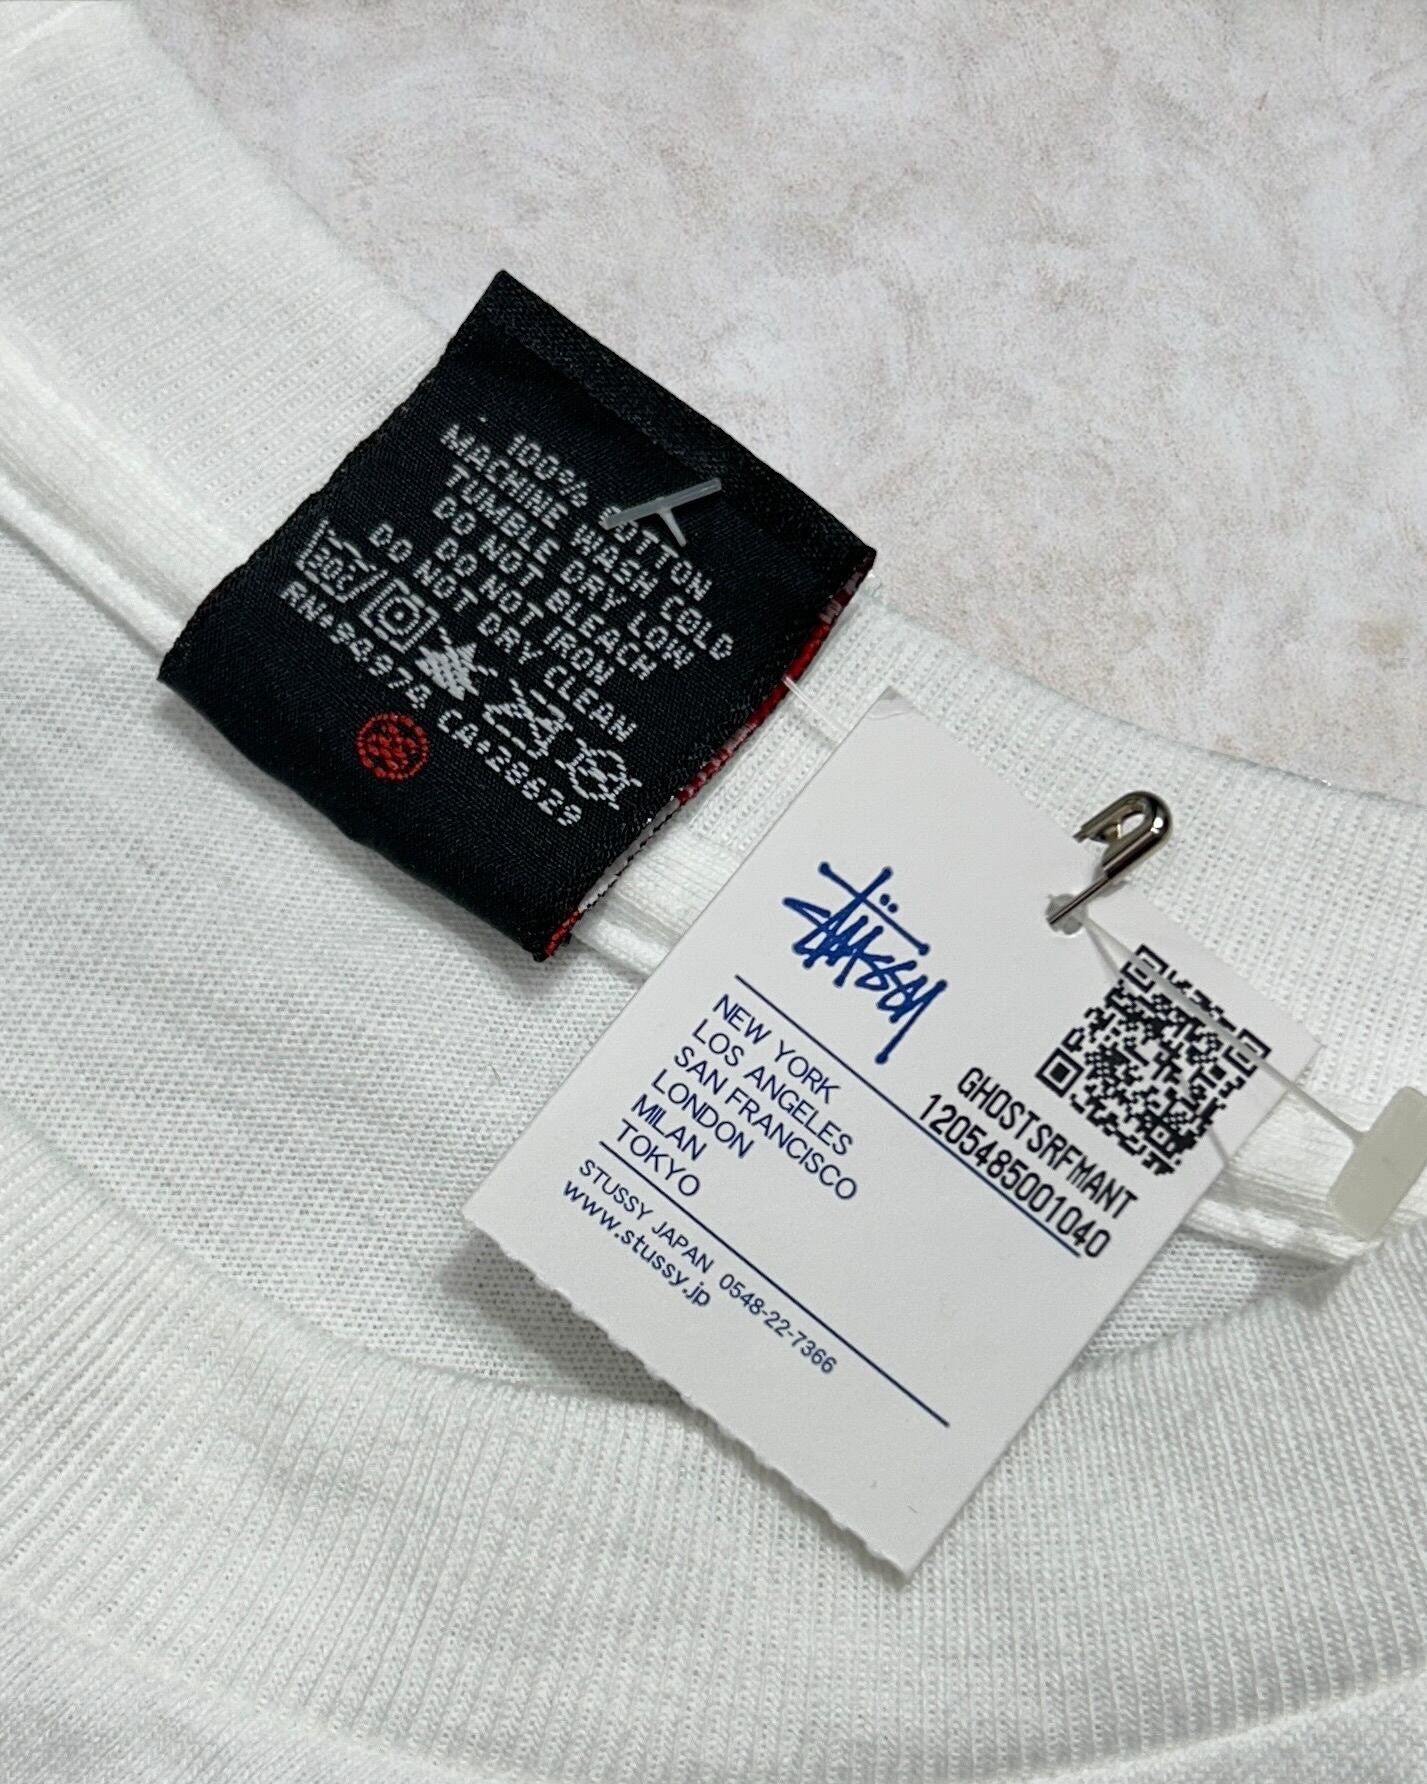 100% COTTON
MACHINE WASH COLD
TUMBLE DRY LOW
DO NOT BLEACH
DO NOT IRON
DO NOT DRY CLEAN
RN#94974 CA#29629
Stüssy
NEW YORK
LOS ANGELES
SAN FRANCISCO
LONDON
MILAN
TOKYO
STUSSY JAPAN 0548-22-7366
www.stussy.jp
GHOSTSRFMANT
1205485001040